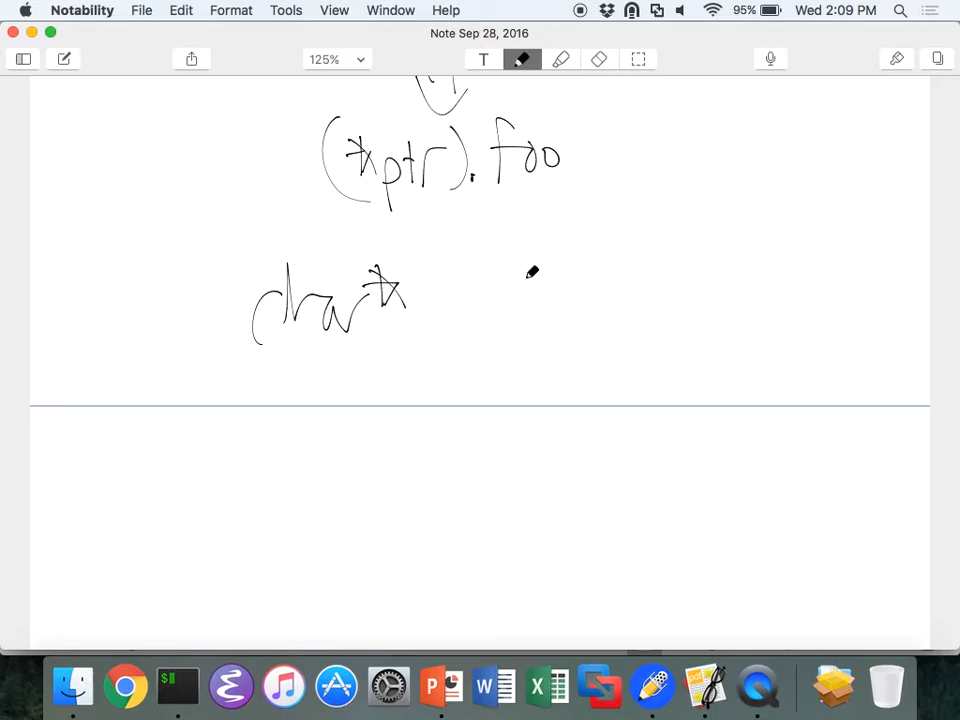 Notability File Edit Format Tools View Window Help 95% Wed 2:09 PM
Note Sep 28, 2016
125% T
(*ptr).foo
char*